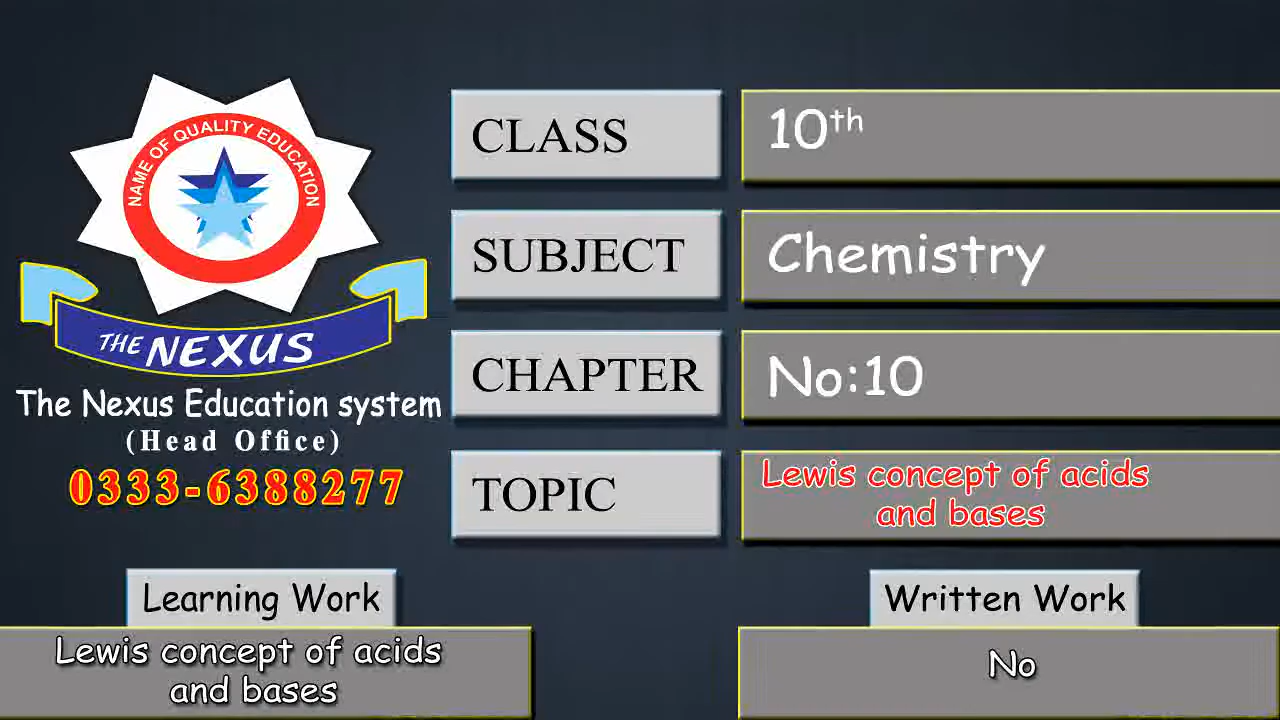 NAME OF QUALITY EDUCATION
THE NEXUS
The Nexus Education system
(Head Office)
0333-6388277
CLASS
10th
SUBJECT
Chemistry
CHAPTER
No:10
TOPIC
Lewis concept of acids
and bases
Learning Work
Lewis concept of acids
and bases
Written Work
No